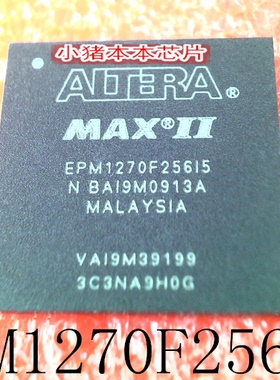 小猪本本芯片
ALTERA®
MAX®II
EPM1270F256I5
N BAI9M0913A
MALAYSIA
VAI9M39199
3C3NA9H0G
M1270F256